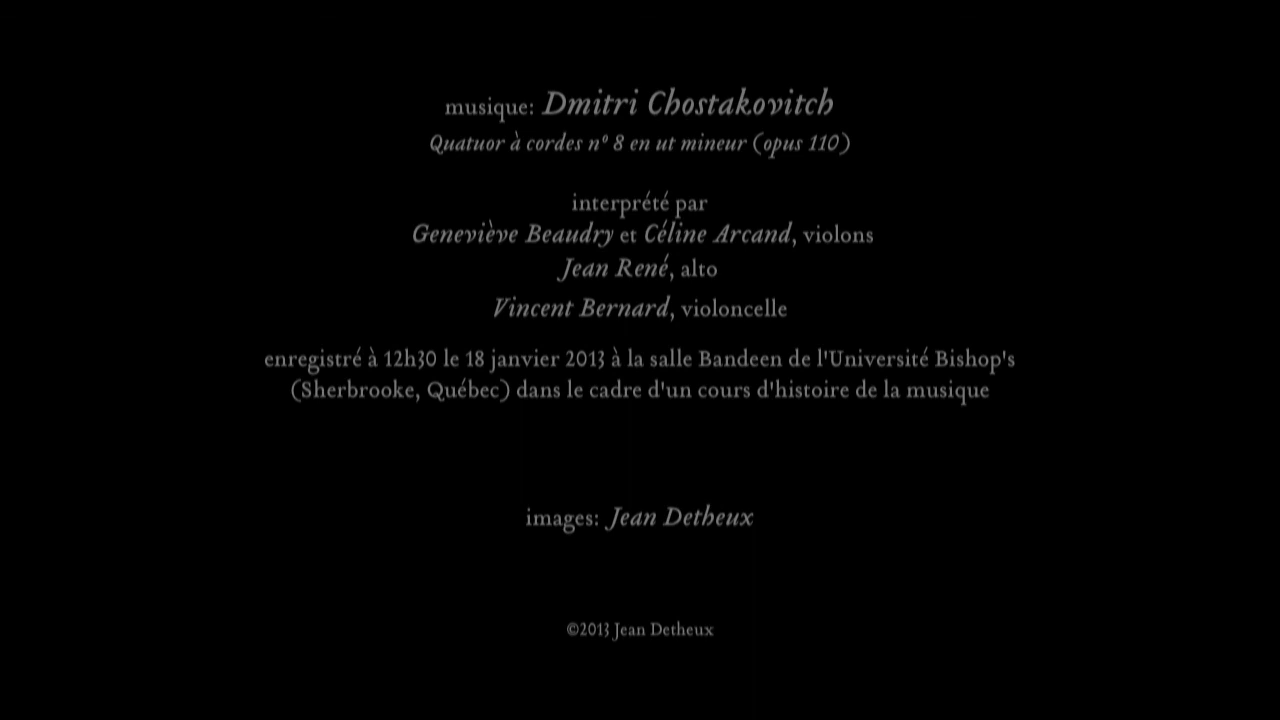 musique: Dmitri Chostakovitch
Quatuor à cordes nº 8 en ut mineur (opus 110)
interprété par
Geneviève Beaudry et Céline Arcand, violons
Jean René, alto
Vincent Bernard, violoncelle
enregistré à 12h30 le 18 janvier 2013 à la salle Bandeen de l'Université Bishop's
(Sherbrooke, Québec) dans le cadre d'un cours d'histoire de la musique
images: Jean Detheux
©2013 Jean Detheux